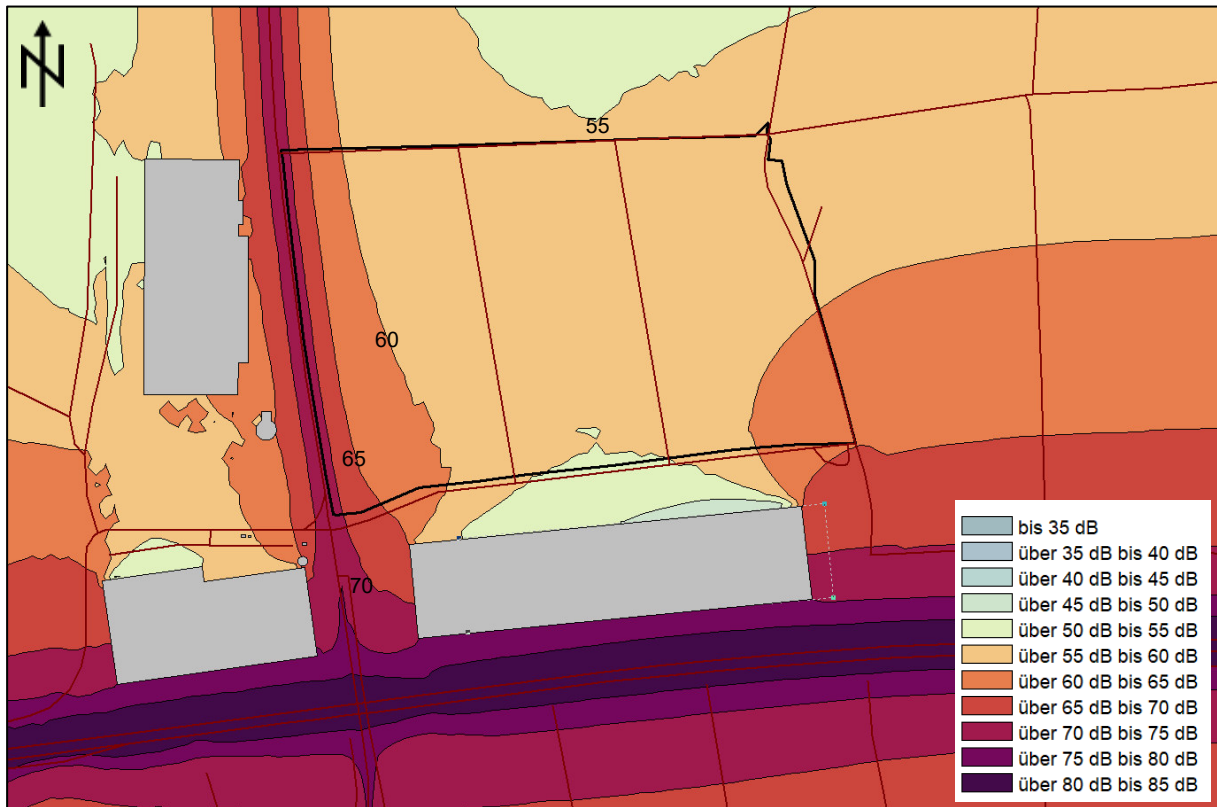 N
55
60
65
70
bis 35 dB
über 35 dB bis 40 dB
über 40 dB bis 45 dB
über 45 dB bis 50 dB
über 50 dB bis 55 dB
über 55 dB bis 60 dB
über 60 dB bis 65 dB
über 65 dB bis 70 dB
über 70 dB bis 75 dB
über 75 dB bis 80 dB
über 80 dB bis 85 dB